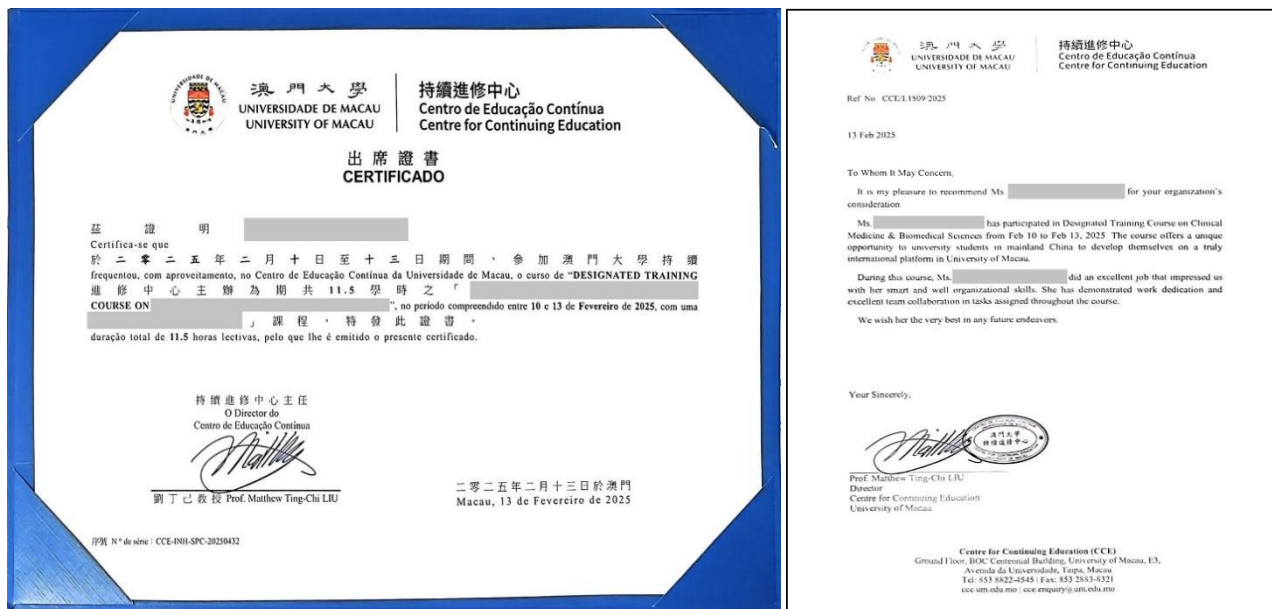 澳門大學
UNIVERSIDADE DE MACAU
UNIVERSITY OF MACAU
持續進修中心
Centro de Educação Contínua
Centre for Continuing Education
出席證書
CERTIFICADO
茲證明
Certifica-se que
於二零二五年二月十日至十三日期間，參加澳門大學持續
frequentou, com aproveitamento, no Centro de Educação Contínua da Universidade de Macau, o curso de “DESIGNATED TRAINING
進修中心主辦為期共11.5學時之「
COURSE ON ”, no período compreendido entre 10 e 13 de Fevereiro de 2025, com uma
」課程，特發此證書。
duração total de 11.5 horas lectivas, pelo que lhe é emitido o presente certificado.
持續進修中心主任
O Director do
Centro de Educação Contínua
劉丁己教授 Prof. Matthew Ting-Chi LIU
二零二五年二月十三日於澳門
Macau, 13 de Fevereiro de 2025
序號 Nº de série : CCE-INH-SPC-20250432
澳門大學
UNIVERSIDADE DE MACAU
UNIVERSITY OF MACAU
持續進修中心
Centro de Educação Contínua
Centre for Continuing Education
Ref No. CCE/L1809/2025
13 Feb 2025
To Whom It May Concern,
It is my pleasure to recommend Ms. for your organization's
consideration
Ms. has participated in Designated Training Course on Clinical
Medicine & Biomedical Sciences from Feb 10 to Feb 13, 2025. The course offers a unique
opportunity to university students in mainland China to develop themselves on a truly
international platform in University of Macau.
During this course, Ms. did an excellent job that impressed us
with her smart and well organizational skills. She has demonstrated work dedication and
excellent team collaboration in tasks assigned throughout the course.
We wish her the very best in any future endeavors.
Your Sincerely,
澳門大學
持續進修中心
Prof. Matthew Ting-Chi LIU
Director
Centre for Continuing Education
University of Macau
Centre for Continuing Education (CCE)
Ground Floor, BOC Centennial Building, University of Macau, E3,
Avenida da Universidade, Taipa, Macau
Tel: 853 8822-4545 | Fax: 853 2883-8321
cce.um.edu.mo | cce.enquiry@um.edu.mo